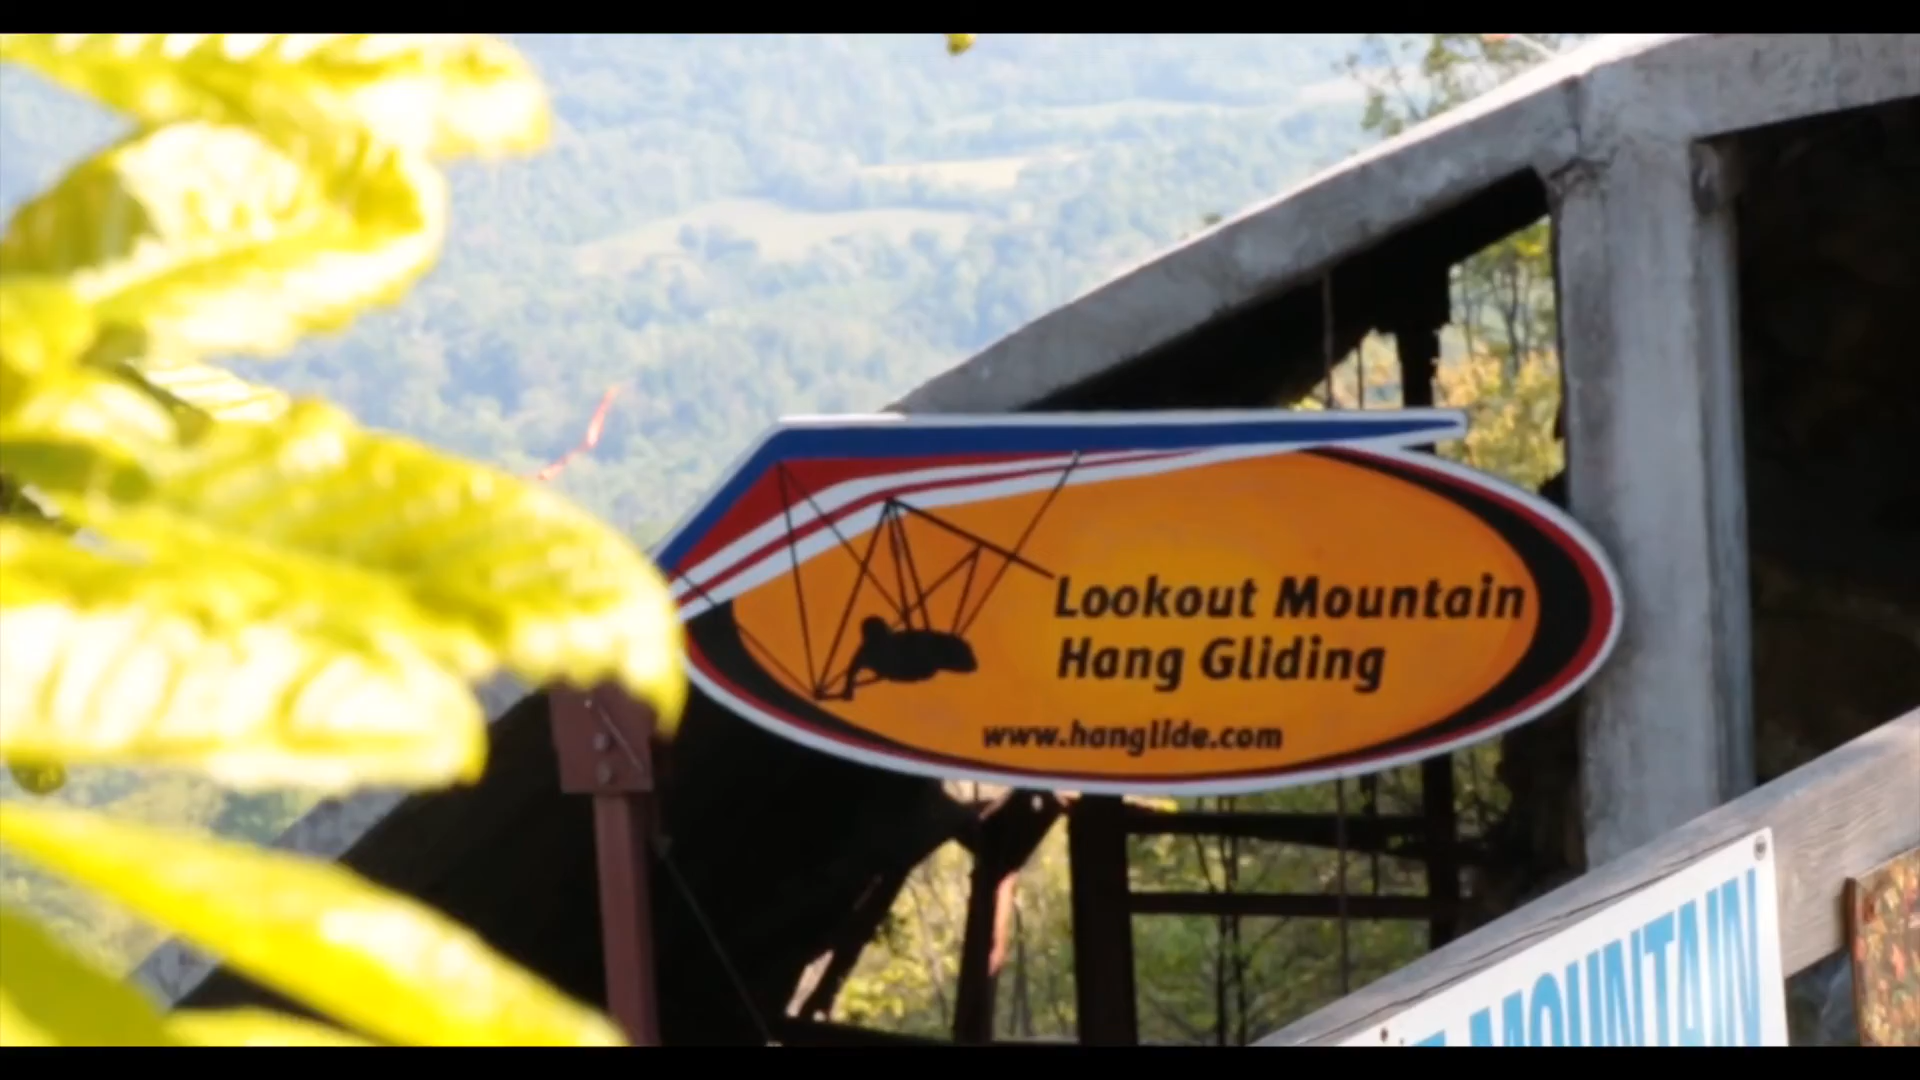 Lookout Mountain
Hang Gliding
www.hanglide.com
MOUNTAIN